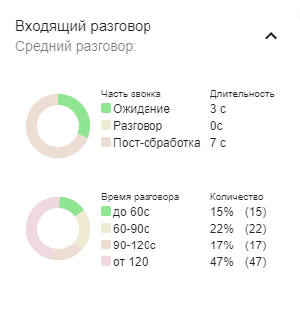 Входящий разговор
Средний разговор:
Часть звонка Длительность
Ожидание 3 с
Разговор 0с
Пост-сбработка 7 с
Время разговора Количество
до 60с 15% (15)
60-90с 22% (22)
90-120с 17% (17)
от 120 47% (47)